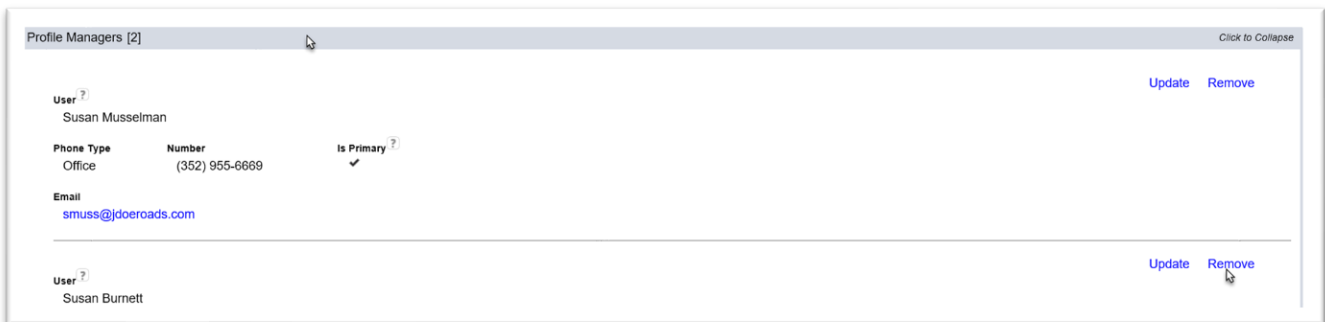 Profile Managers [2] Click to Collapse
Update Remove
User ?
Susan Musselman
Phone Type Number Is Primary ?
Office (352) 955-6669 ✔
Email
smuss@jdoeroads.com
Update Remove
User ?
Susan Burnett